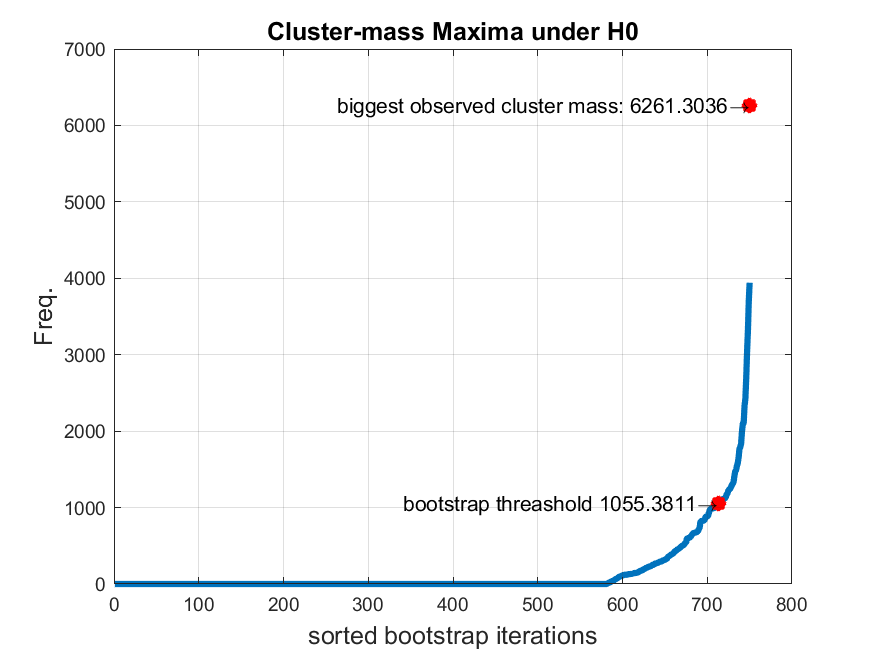 Cluster-mass Maxima under H0
7000
6000
5000
4000
3000
2000
1000
0
Freq.
biggest observed cluster mass: 6261.3036
bootstrap threashold 1055.3811
0 100 200 300 400 500 600 700 800
sorted bootstrap iterations